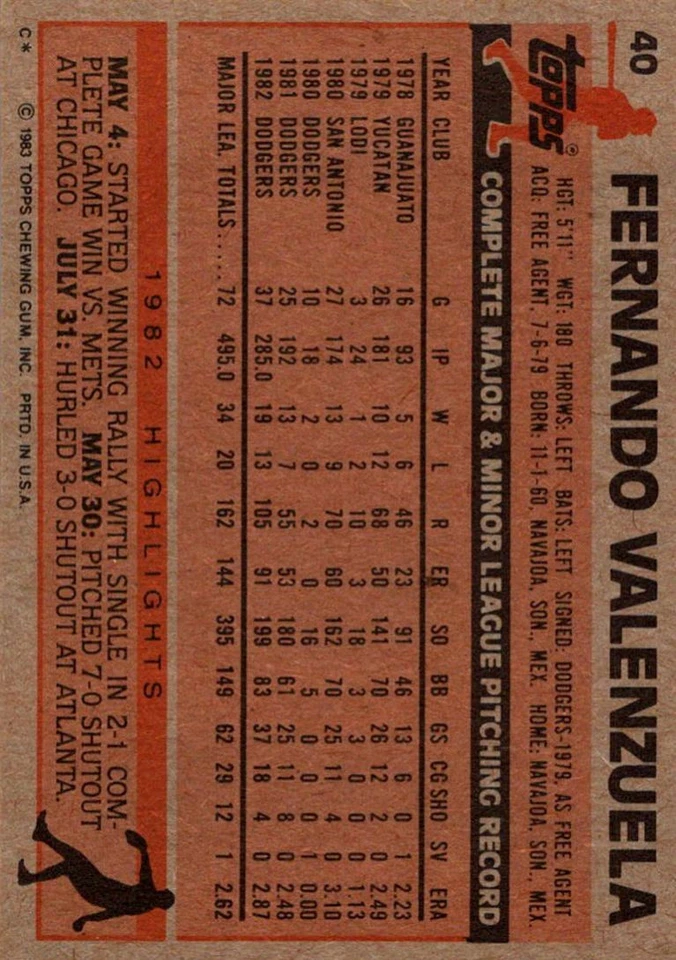 40 FERNANDO VALENZUELA
TOPPS® HGT: 5'11" WGT: 180 THROWS: LEFT BATS: LEFT SIGNED: DODGERS-1979, AS FREE AGENT
ACQ: FREE AGENT, 7-6-79 BORN: 11-1-60, NAVAJOA, SON., MEX. HOME: NAVAJOA, SON., MEX.
COMPLETE MAJOR & MINOR LEAGUE PITCHING RECORD
YEAR CLUB G IP W L R ER SO BB GS CG SHO SV ERA
1978 GUANAJUATO 16 93 5 6 46 23 91 46 13 6 0 1 2.23
1979 YUCATAN 26 181 10 12 68 50 141 70 26 12 2 0 2.49
1979 LODI 3 24 1 2 10 3 18 3 3 0 0 0 1.13
1980 SAN ANTONIO 27 174 13 9 70 60 162 70 25 11 4 0 3.10
1980 DODGERS 10 18 2 0 2 0 16 5 0 0 0 1 0.00
1981 DODGERS 25 192 13 7 55 53 180 61 25 11 8 0 2.48
1982 DODGERS 37 285.0 19 13 105 91 199 83 37 18 4 0 2.87
MAJOR LEA. TOTALS..... 72 495.0 34 20 162 144 395 149 62 29 12 1 2.62
1982 HIGHLIGHTS
MAY 4: STARTED WINNING RALLY WITH SINGLE IN 2-1 COM-
PLETE GAME WIN VS. METS. MAY 30: PITCHED 7-0 SHUTOUT
AT CHICAGO. JULY 31: HURLED 3-0 SHUTOUT AT ATLANTA.
C* © 1983 TOPPS CHEWING GUM, INC. PRTD. IN U.S.A.